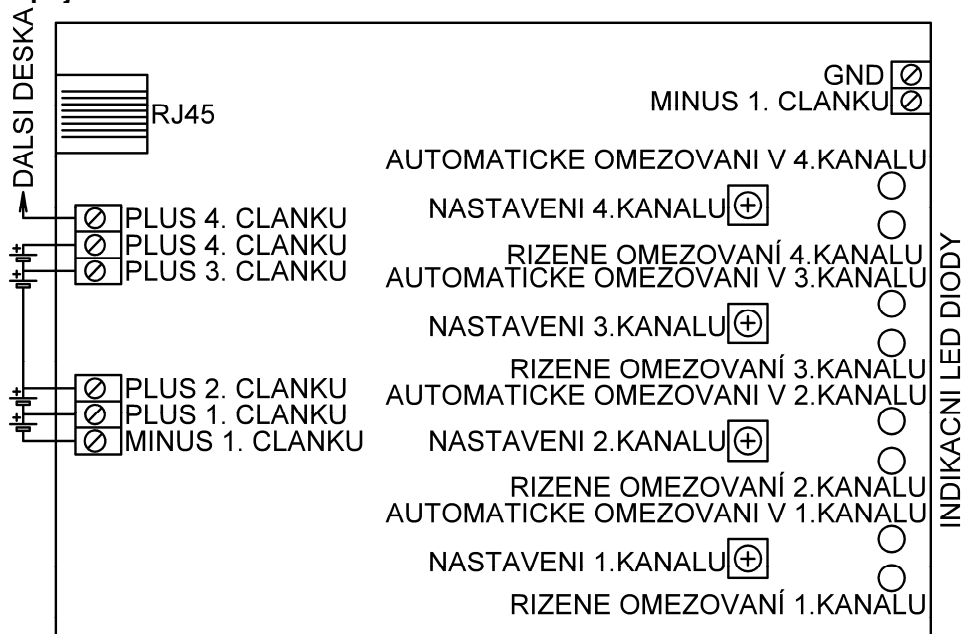 DALSI DESKA
RJ45
GND
MINUS 1. CLANKU
PLUS 4. CLANKU
PLUS 4. CLANKU
PLUS 3. CLANKU
PLUS 2. CLANKU
PLUS 1. CLANKU
MINUS 1. CLANKU
AUTOMATICKE OMEZOVANI V 4.KANALU
NASTAVENI 4.KANALU
RIZENE OMEZOVANÍ 4.KANALU
AUTOMATICKE OMEZOVANI V 3.KANALU
NASTAVENI 3.KANALU
RIZENE OMEZOVANÍ 3.KANALU
AUTOMATICKE OMEZOVANI V 2.KANALU
NASTAVENI 2.KANALU
RIZENE OMEZOVANÍ 2.KANALU
AUTOMATICKE OMEZOVANI V 1.KANALU
NASTAVENI 1.KANALU
RIZENE OMEZOVANÍ 1.KANALU
INDIKACNI LED DIODY